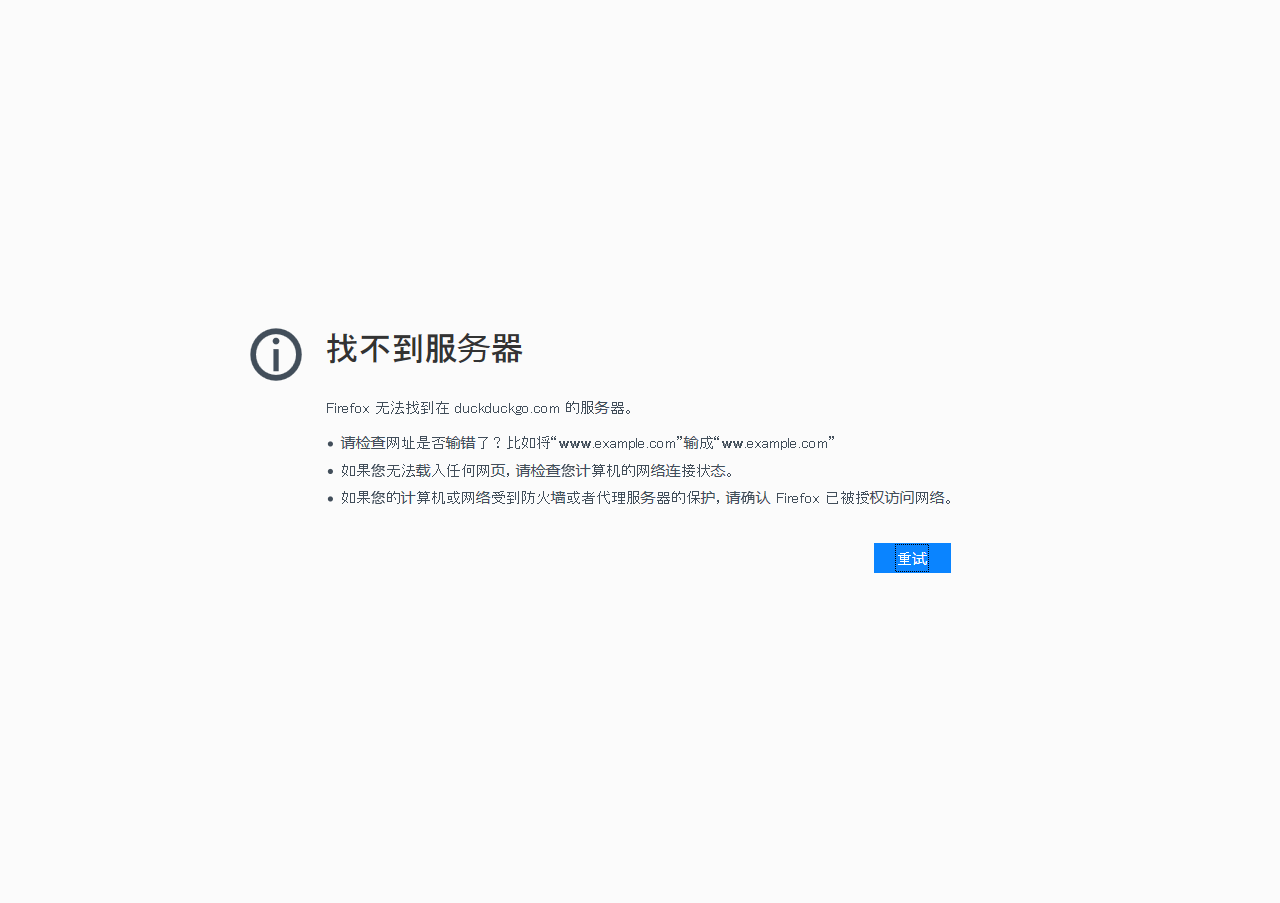 找不到服务器
Firefox 无法找到在 duckduckgo.com 的服务器。
• 请检查网址是否输错了？比如将“www.example.com”输成“ww.example.com”
• 如果您无法载入任何网页, 请检查您计算机的网络连接状态。
• 如果您的计算机或网络受到防火墙或者代理服务器的保护, 请确认 Firefox 已被授权访问网络。
重试